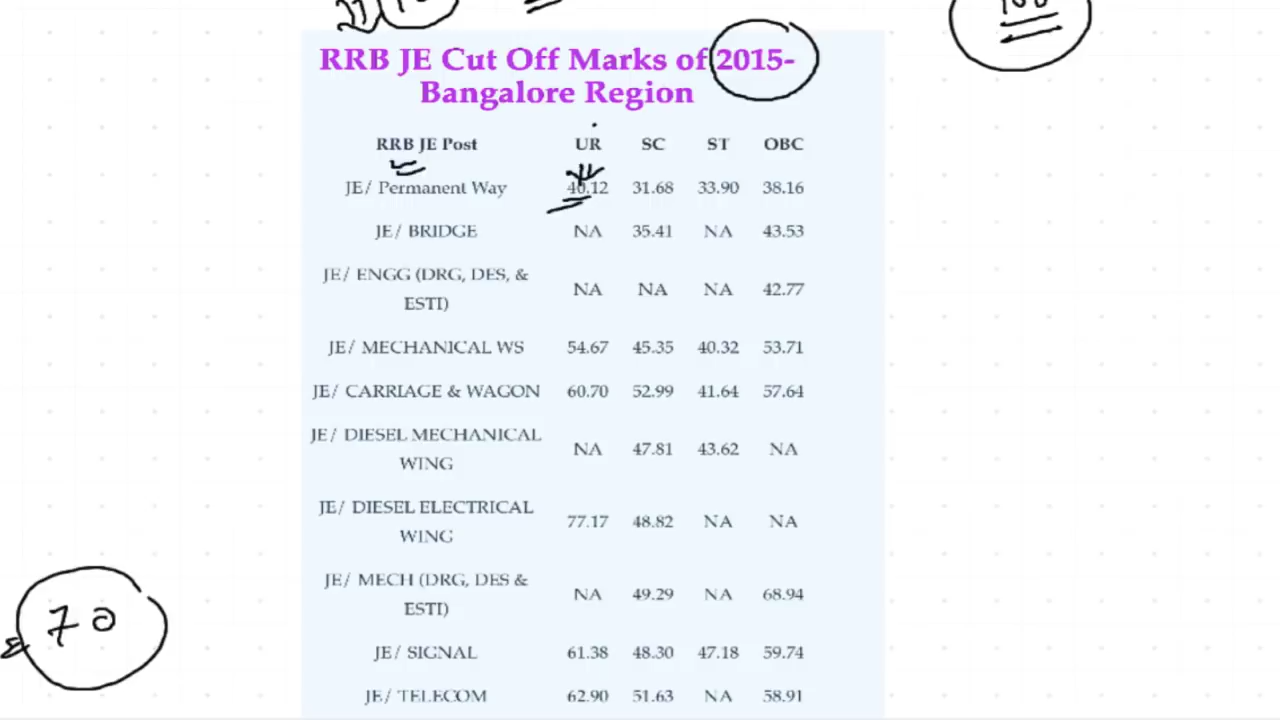 RRB JE Cut Off Marks of 2015-
Bangalore Region
RRB JE Post UR SC ST OBC
JE/ Permanent Way 40.12 31.68 33.90 38.16
JE/ BRIDGE NA 35.41 NA 43.53
JE/ ENGG (DRG, DES, &
ESTI) NA NA NA 42.77
JE/ MECHANICAL WS 54.67 45.35 40.32 53.71
JE/ CARRIAGE & WAGON 60.70 52.99 41.64 57.64
JE/ DIESEL MECHANICAL
WING NA 47.81 43.62 NA
JE/ DIESEL ELECTRICAL
WING 77.17 48.82 NA NA
JE/ MECH (DRG, DES &
ESTI) NA 49.29 NA 68.94
70
JE/ SIGNAL 61.38 48.30 47.18 59.74
JE/ TELECOM 62.90 51.63 NA 58.91